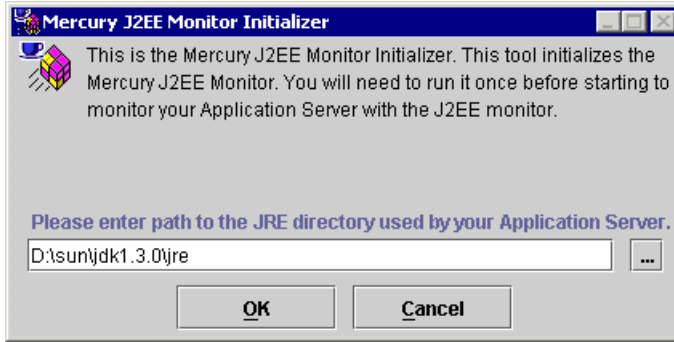 Mercury J2EE Monitor Initializer
This is the Mercury J2EE Monitor Initializer. This tool initializes the
Mercury J2EE Monitor. You will need to run it once before starting to
monitor your Application Server with the J2EE monitor.
Please enter path to the JRE directory used by your Application Server.
D:\sun\jdk1.3.0\jre
...
OK
Cancel